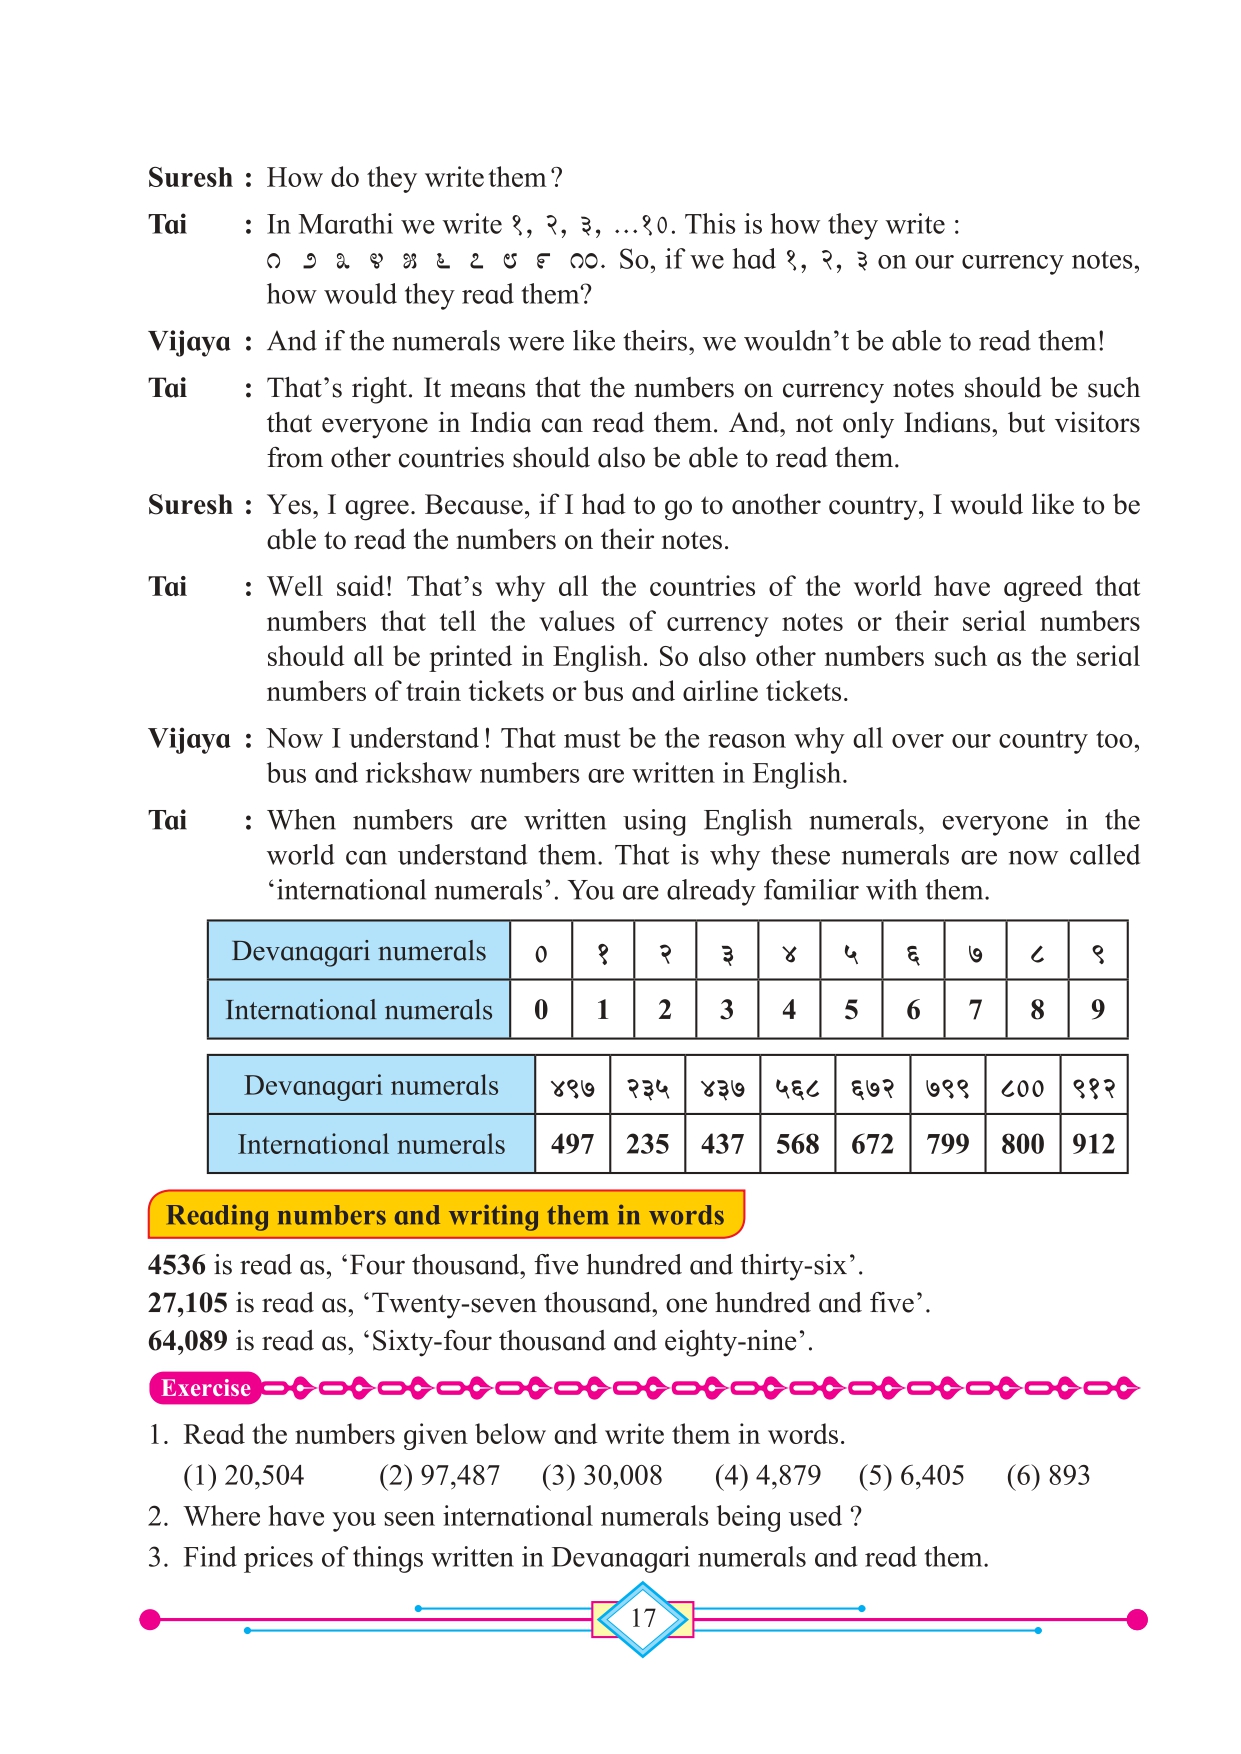 Suresh : How do they write them?
Tai : In Marathi we write १, २, ३, ...१०. This is how they write :
૧ ૭ ૩ ૪ ૫ ૬ ૭ ૮ ૯ ૧૦. So, if we had १, २, ३ on our currency notes,
how would they read them?
Vijaya : And if the numerals were like theirs, we wouldn’t be able to read them!
Tai : That’s right. It means that the numbers on currency notes should be such
that everyone in India can read them. And, not only Indians, but visitors
from other countries should also be able to read them.
Suresh : Yes, I agree. Because, if I had to go to another country, I would like to be
able to read the numbers on their notes.
Tai : Well said! That’s why all the countries of the world have agreed that
numbers that tell the values of currency notes or their serial numbers
should all be printed in English. So also other numbers such as the serial
numbers of train tickets or bus and airline tickets.
Vijaya : Now I understand! That must be the reason why all over our country too,
bus and rickshaw numbers are written in English.
Tai : When numbers are written using English numerals, everyone in the
world can understand them. That is why these numerals are now called
‘international numerals’. You are already familiar with them.
Devanagari numerals ० १ २ ३ ४ ५ ६ ७ ८ ९
International numerals 0 1 2 3 4 5 6 7 8 9
Devanagari numerals ४९७ २३५ ४३७ ५६८ ६७२ ७९९ ८०० ९१२
International numerals 497 235 437 568 672 799 800 912
Reading numbers and writing them in words
4536 is read as, ‘Four thousand, five hundred and thirty-six’.
27,105 is read as, ‘Twenty-seven thousand, one hundred and five’.
64,089 is read as, ‘Sixty-four thousand and eighty-nine’.
Exercise
1. Read the numbers given below and write them in words.
(1) 20,504 (2) 97,487 (3) 30,008 (4) 4,879 (5) 6,405 (6) 893
2. Where have you seen international numerals being used ?
3. Find prices of things written in Devanagari numerals and read them.
17